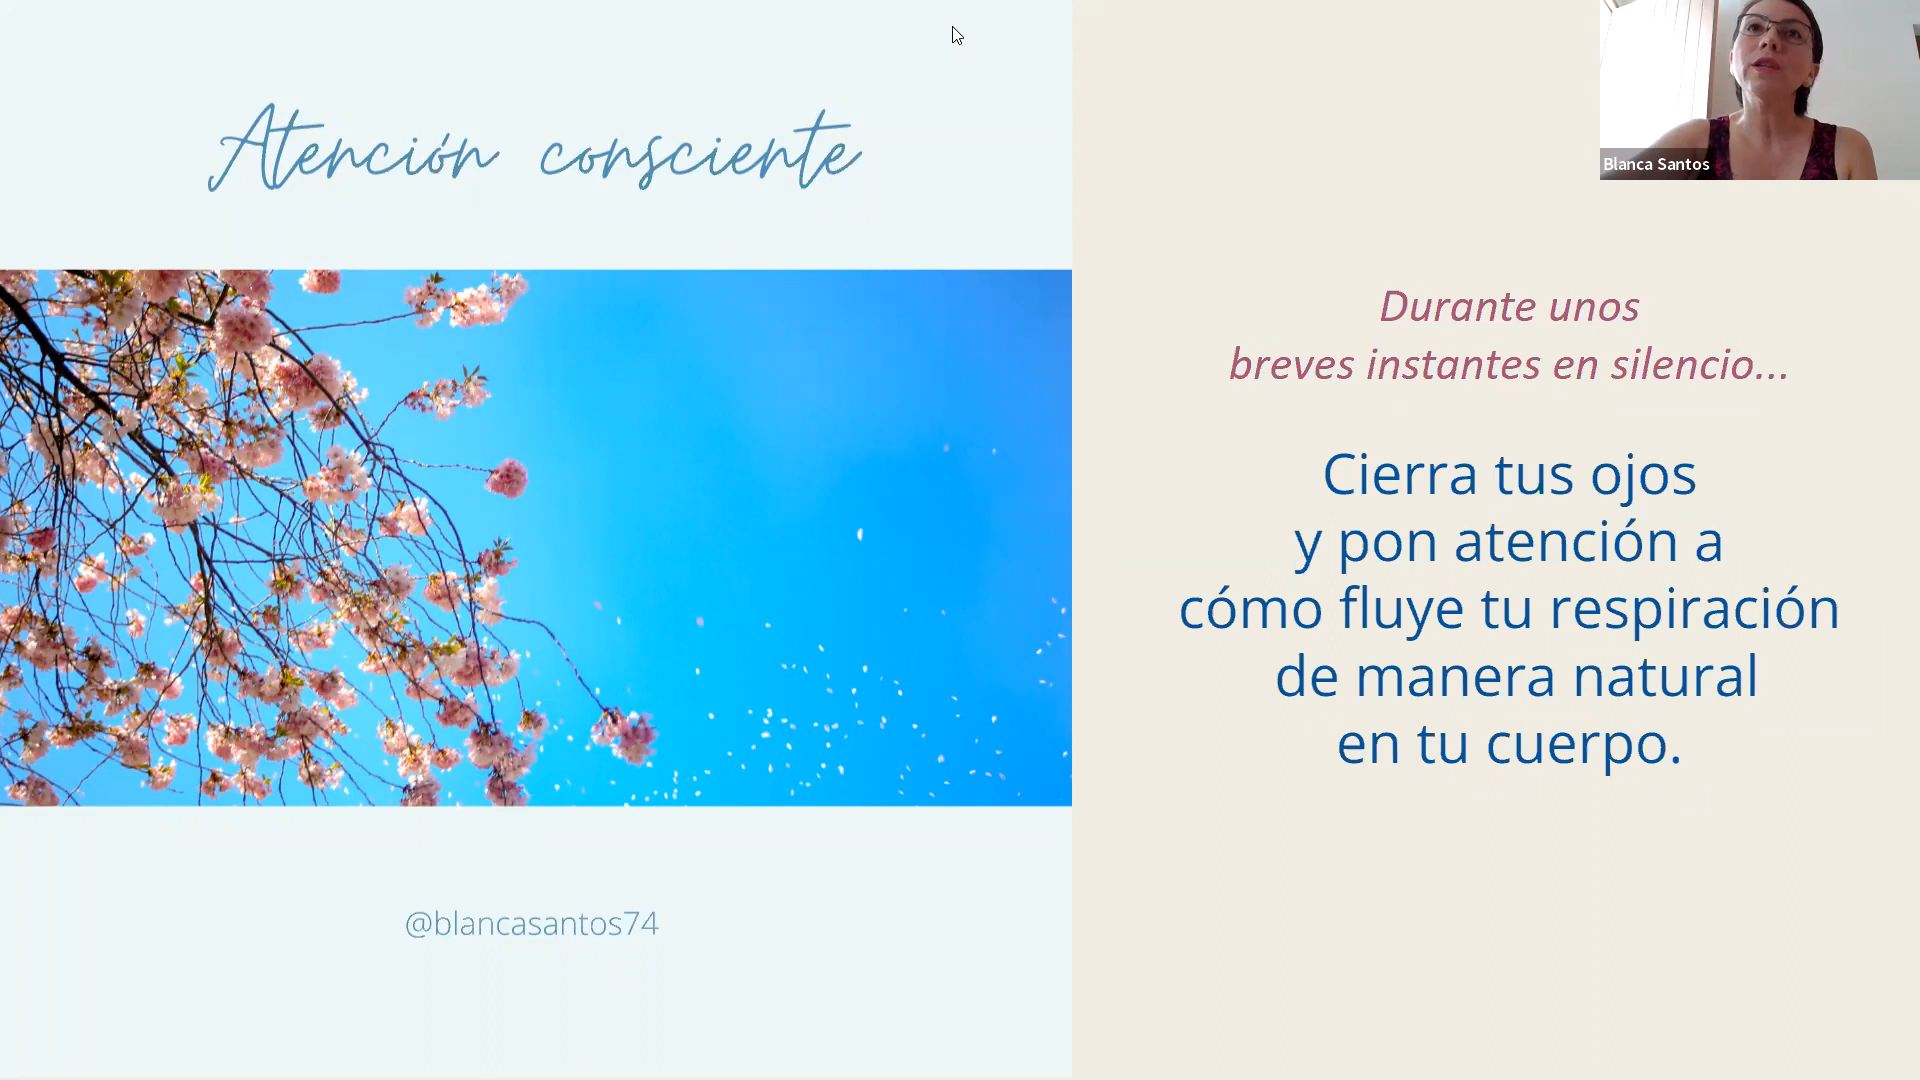 Atención consciente
@blancasantos74
Blanca Santos
Durante unos
breves instantes en silencio...
Cierra tus ojos
y pon atención a
cómo fluye tu respiración
de manera natural
en tu cuerpo.